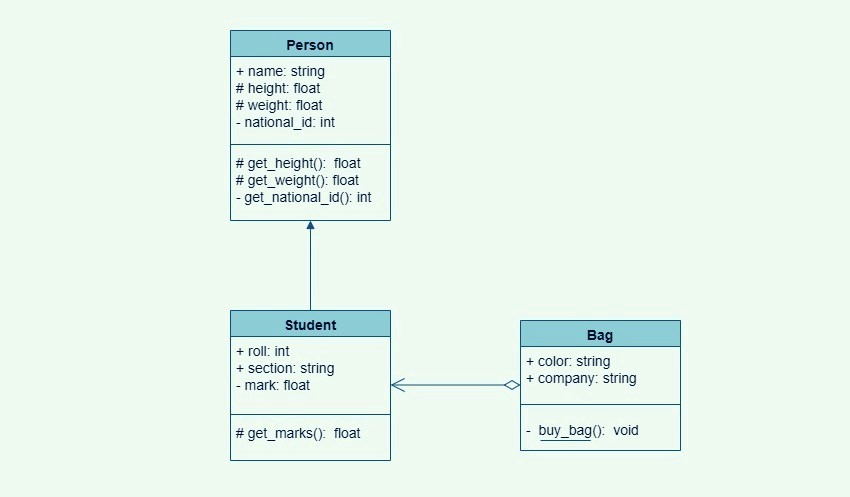 Person
+ name: string
# height: float
# weight: float
- national_id: int
# get_height():  float
# get_weight(): float
- get_national_id(): int
Student
+ roll: int
+ section: string
- mark: float
# get_marks():  float
Bag
+ color: string
+ company: string
- buy_bag():  void